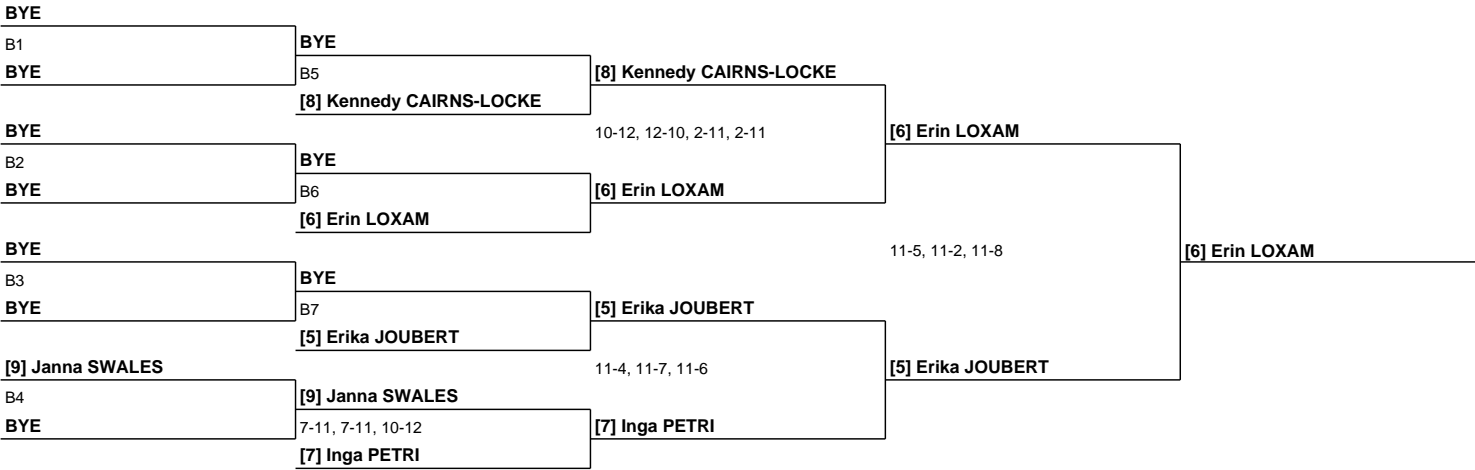 BYE
B1
BYE
BYE
B5
[8] Kennedy CAIRNS-LOCKE
[8] Kennedy CAIRNS-LOCKE
BYE
10-12, 12-10, 2-11, 2-11
[6] Erin LOXAM
B2
BYE
BYE
B6
[6] Erin LOXAM
[6] Erin LOXAM
BYE
11-5, 11-2, 11-8
[6] Erin LOXAM
B3
BYE
BYE
B7
[5] Erika JOUBERT
[5] Erika JOUBERT
[9] Janna SWALES
11-4, 11-7, 11-6
[5] Erika JOUBERT
B4
[9] Janna SWALES
BYE
7-11, 7-11, 10-12
[7] Inga PETRI
[7] Inga PETRI